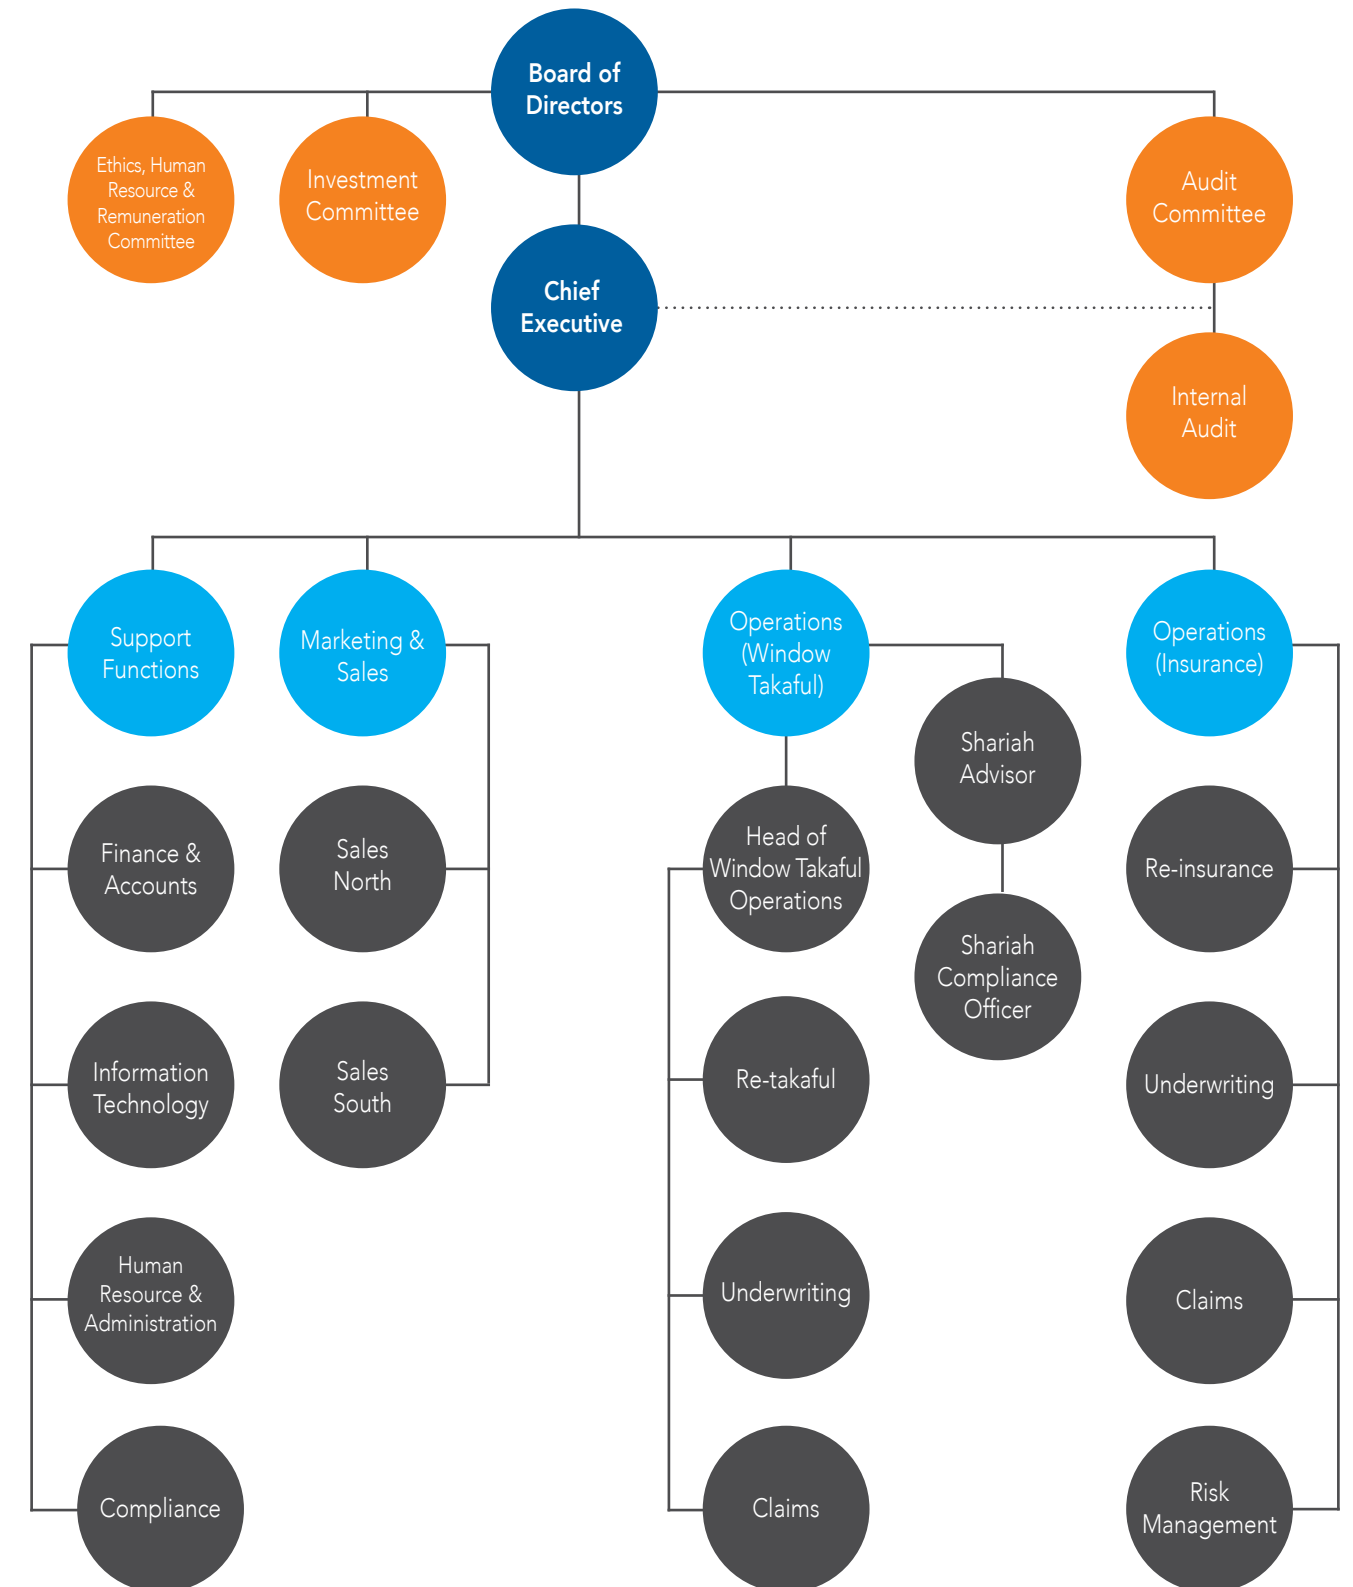 Board of
Directors
Ethics, Human
Resource &
Remuneration
Committee
Investment
Committee
Audit
Committee
Chief
Executive
Internal
Audit
Support
Functions
Marketing &
Sales
Operations
(Window
Takaful)
Operations
(Insurance)
Shariah
Advisor
Finance &
Accounts
Sales
North
Head of
Window Takaful
Operations
Re-insurance
Shariah
Compliance
Officer
Information
Technology
Sales
South
Re-takaful
Underwriting
Human
Resource &
Administration
Underwriting
Claims
Compliance
Claims
Risk
Management